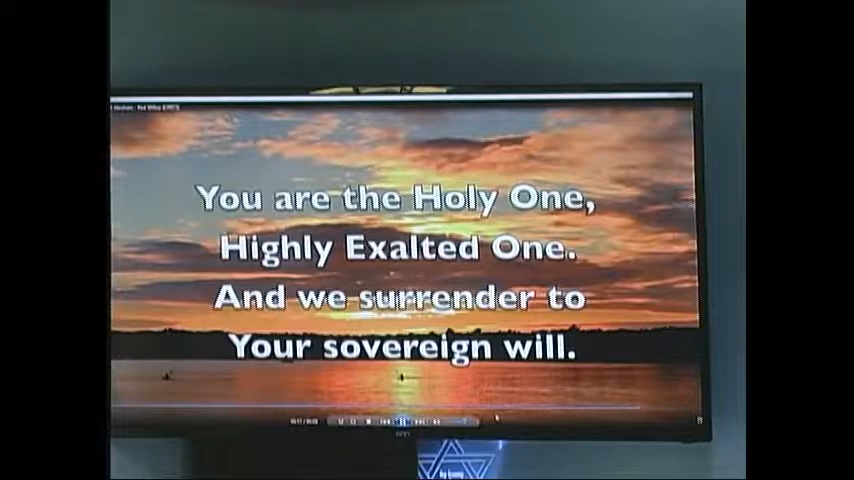 You are the Holy One,
Highly Exalted One.
And we surrender to
Your sovereign will.